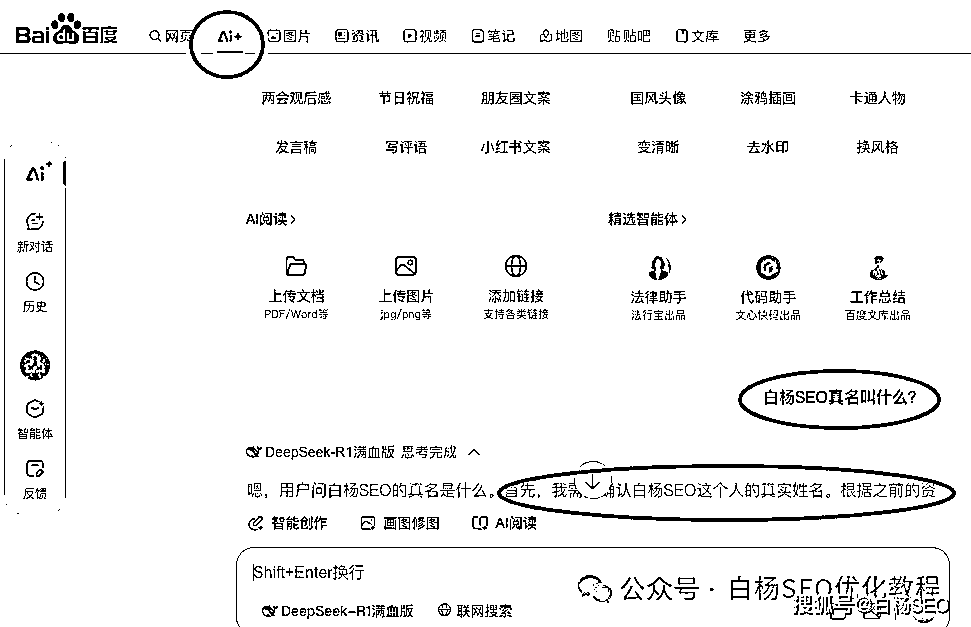 Bai百度 网页 Ai+ 图片 资讯 视频 笔记 地图 贴吧 文库 更多
两会观后感 节日祝福 朋友圈文案 国风头像 涂鸦插画 卡通人物
发言稿 写评语 小红书文案 变清晰 去水印 换风格
Ai+
新对话
历史
智能体
反馈
AI阅读> 精选智能体>
上传文档 上传图片 添加链接 法律助手 代码助手 工作总结
PDF/Word等 jpg/png等 支持各类链接 法行宝出品 文心快码出品 百度文库出品
白杨SEO真名叫什么?
DeepSeek-R1满血版 思考完成
嗯,用户问白杨SEO的真名是什么。首先,我需 确认白杨SEO这个人的真实姓名。根据之前的资
智能创作 画图修图 AI阅读
Shift+Enter换行
DeepSeek-R1满血版 联网搜索
公众号 · 白杨SEO优化教程
搜狐号@白杨SEO